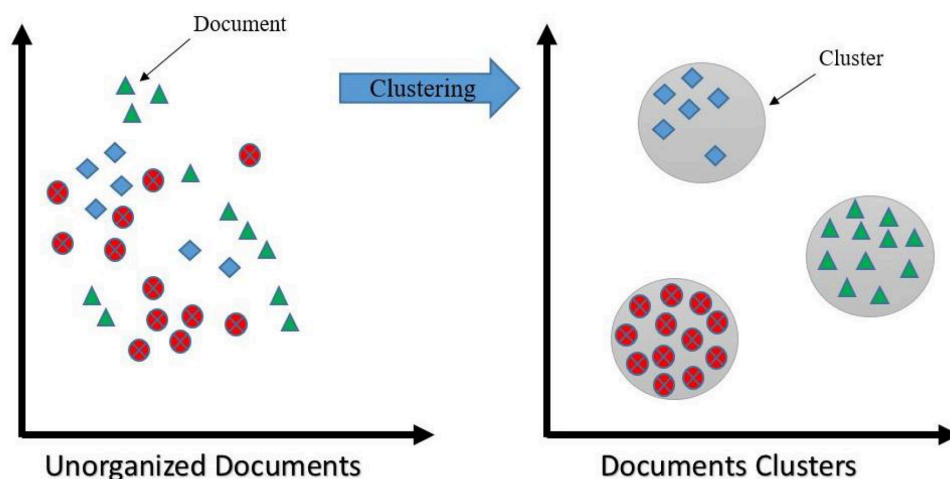 Document
Clustering
Cluster
Unorganized Documents
Documents Clusters